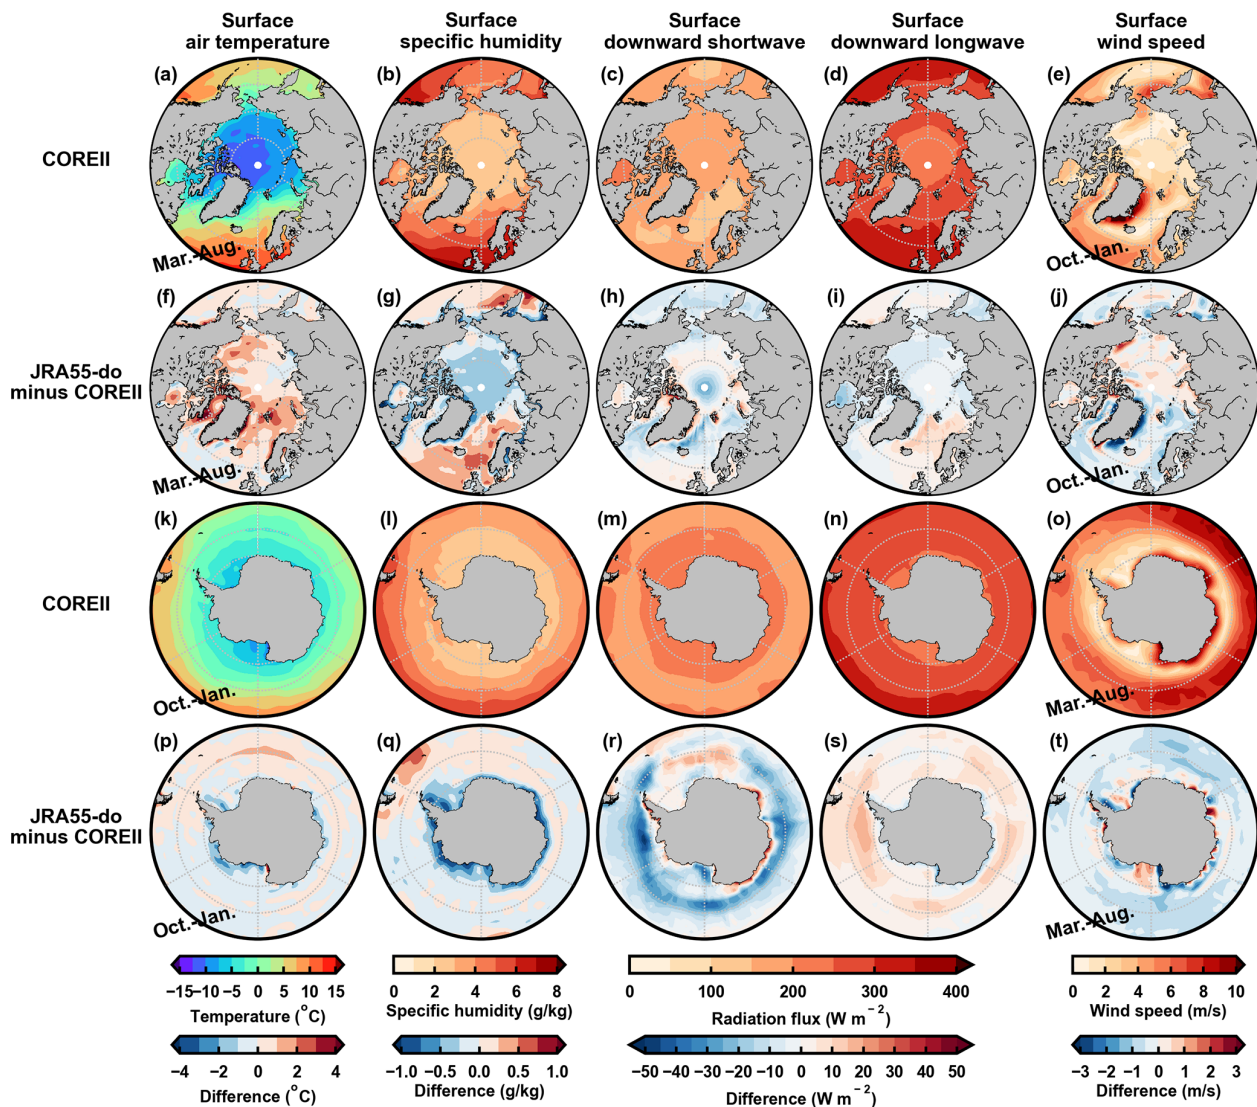 Surface
air temperature
Surface
specific humidity
Surface
downward shortwave
Surface
downward longwave
Surface
wind speed
(a) (b) (c) (d) (e)
COREII
Mar.-Aug.
Oct.-Jan.
(f) (g) (h) (i) (j)
JRA55-do
minus COREII
Mar.-Aug.
Oct.-Jan.
(k) (l) (m) (n) (o)
COREII
Oct.-Jan.
Mar.-Aug.
(p) (q) (r) (s) (t)
JRA55-do
minus COREII
Oct.-Jan.
Mar.-Aug.
−15 −10 −5 0 5 10 15
Temperature (°C)
0 2 4 6 8
Specific humidity (g/kg)
0 100 200 300 400
Radiation flux (W m⁻²)
0 2 4 6 8 10
Wind speed (m/s)
−4 −2 0 2 4
Difference (°C)
−1.0 −0.5 0.0 0.5 1.0
Difference (g/kg)
−50 −40 −30 −20 −10 0 10 20 30 40 50
Difference (W m⁻²)
−3 −2 −1 0 1 2 3
Difference (m/s)